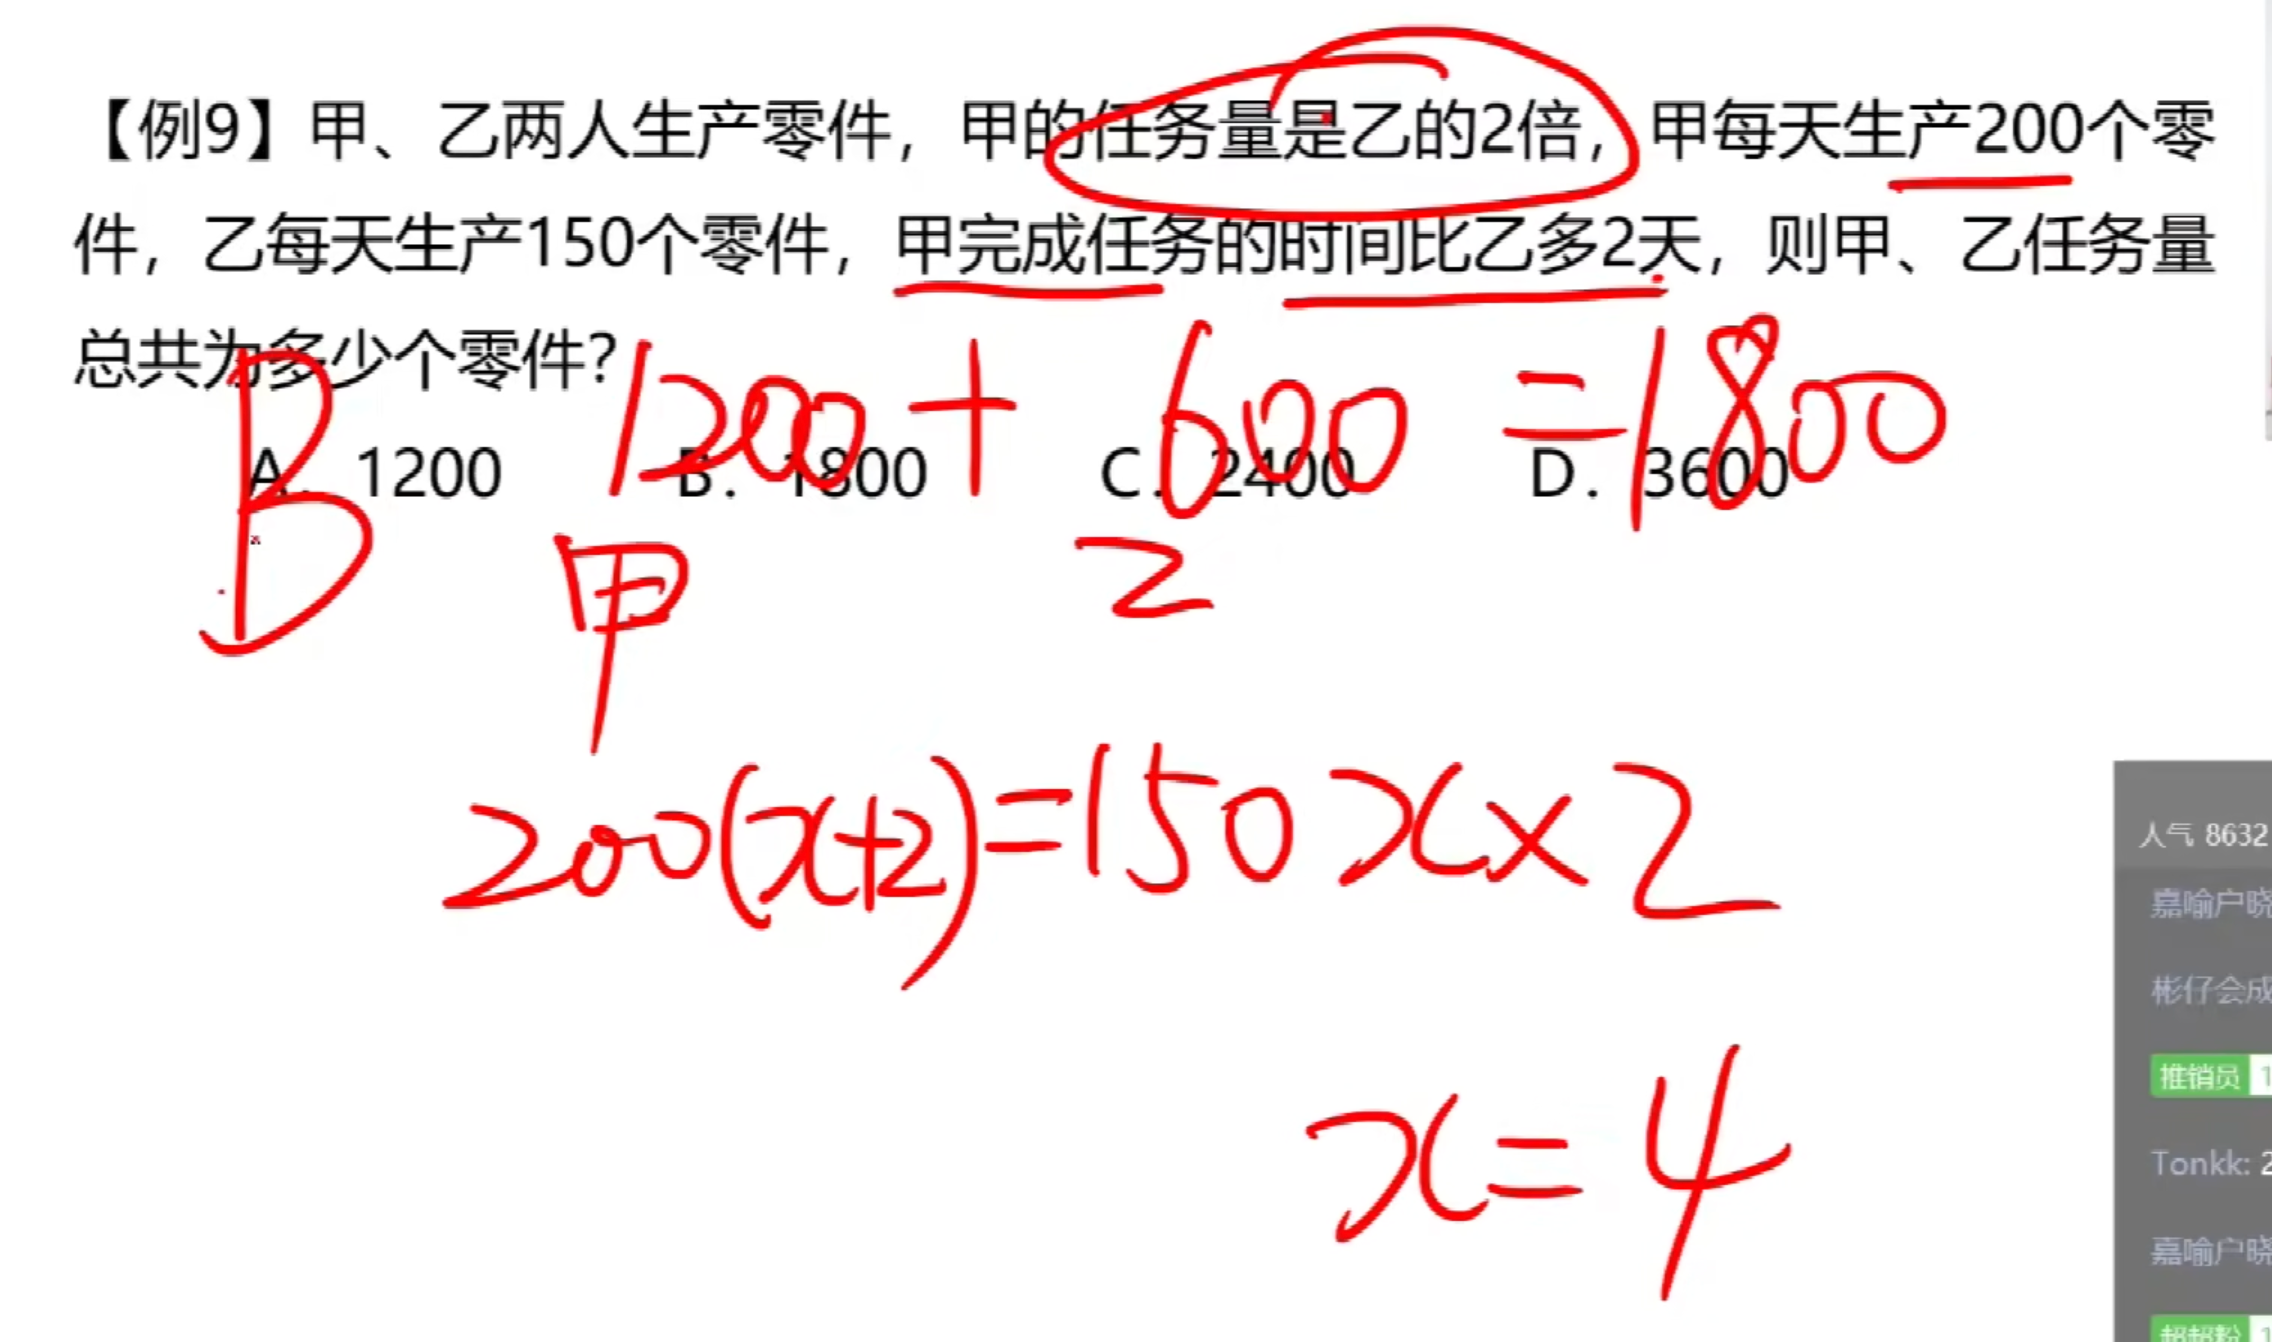 【例9】甲、乙两人生产零件，甲的任务量是乙的2倍，甲每天生产200个零
件，乙每天生产150个零件，甲完成任务的时间比乙多2天，则甲、乙任务量
总共为多少个零件？
B 1200+600=1800
A. 1200 B. 1800 C. 2400 D. 3600
甲 乙
200(x+2)=150x×2
人气 8632
嘉喻户晓
彬仔会成
x=4
推销员 1
Tonkk: 2
嘉喻户晓
超超粉 1